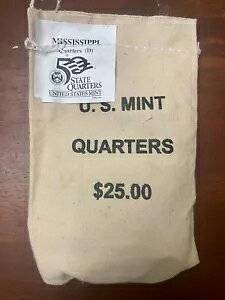 MISSISSIPPI
Quarters (D)
50
STATE
QUARTERS
UNITED STATES MINT
U. S. MINT
QUARTERS
$25.00